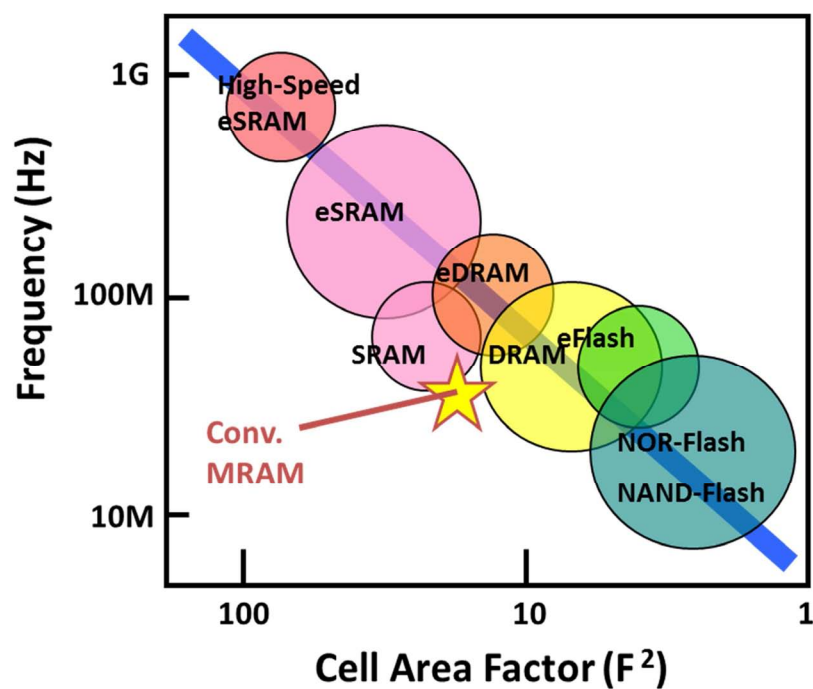 1G
High-Speed
eSRAM
eSRAM
eDRAM
100M
SRAM
DRAM
eFlash
Conv.
MRAM
NOR-Flash
NAND-Flash
10M
100
10
1
Frequency (Hz)
Cell Area Factor (F²)